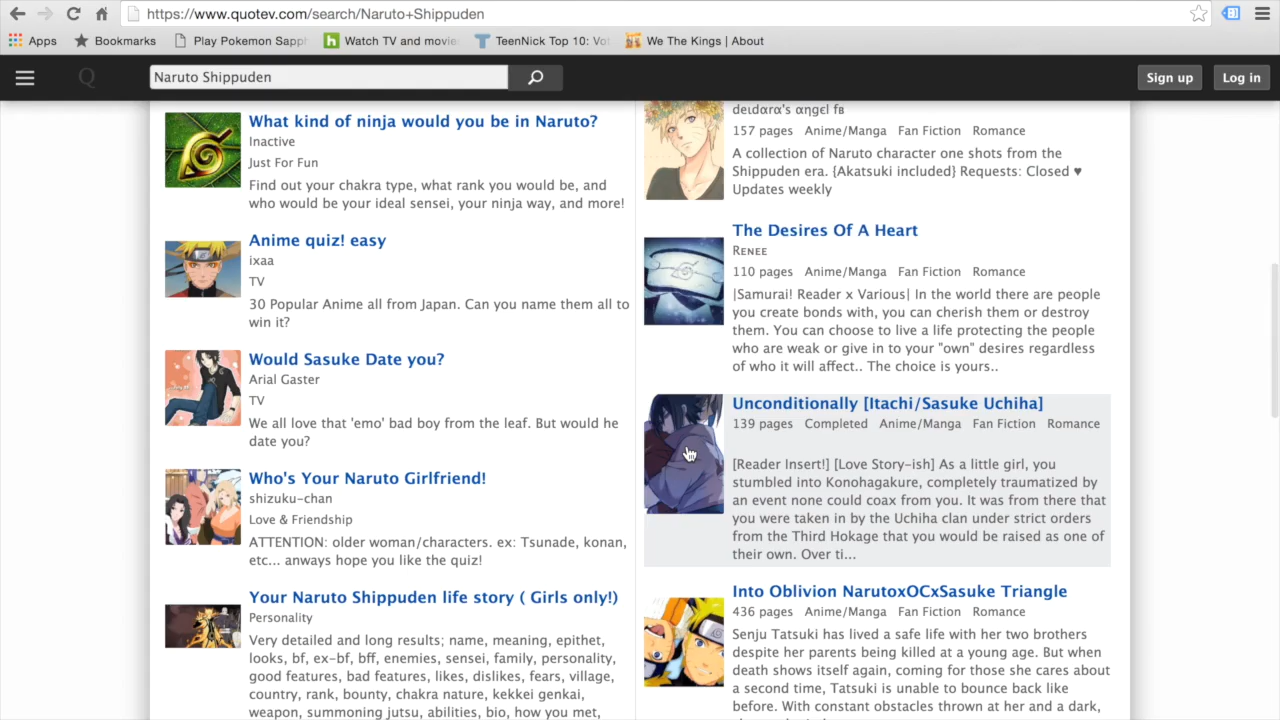 https://www.quotev.com/search/Naruto+Shippuden
Apps
Bookmarks
Play Pokemon Sapph
Watch TV and movie
TeenNick Top 10: Vot
We The Kings | About
Q
Naruto Shippuden
Sign up
Log in
What kind of ninja would you be in Naruto?
Inactive
Just For Fun
Find out your chakra type, what rank you would be, and
who would be your ideal sensei, your ninja way, and more!
Anime quiz! easy
ixaa
TV
30 Popular Anime all from Japan. Can you name them all to
win it?
Would Sasuke Date you?
Arial Gaster
TV
We all love that 'emo' bad boy from the leaf. But would he
date you?
Who's Your Naruto Girlfriend!
shizuku-chan
Love & Friendship
ATTENTION: older woman/characters. ex: Tsunade, konan,
etc... anways hope you like the quiz!
Your Naruto Shippuden life story ( Girls only!)
Personality
Very detailed and long results; name, meaning, epithet,
looks, bf, ex-bf, bff, enemies, sensei, family, personality,
good features, bad features, likes, dislikes, fears, village,
country, rank, bounty, chakra nature, kekkei genkai,
weapon, summoning jutsu, abilities, bio, how you met,
157 pages Anime/Manga Fan Fiction Romance
A collection of Naruto character one shots from the
Shippuden era. {Akatsuki included} Requests: Closed ♥
Updates weekly
The Desires Of A Heart
Renee
110 pages Anime/Manga Fan Fiction Romance
|Samurai! Reader x Various| In the world there are people
you create bonds with, you can cherish them or destroy
them. You can choose to live a life protecting the people
who are weak or give in to your "own" desires regardless
of who it will affect.. The choice is yours..
Unconditionally [Itachi/Sasuke Uchiha]
139 pages Completed Anime/Manga Fan Fiction Romance
[Reader Insert!] [Love Story-ish] As a little girl, you
stumbled into Konohagakure, completely traumatized by
an event none could coax from you. It was from there that
you were taken in by the Uchiha clan under strict orders
from the Third Hokage that you would be raised as one of
their own. Over ti...
Into Oblivion NarutoxOCxSasuke Triangle
436 pages Anime/Manga Fan Fiction Romance
Senju Tatsuki has lived a safe life with her two brothers
despite her parents being killed at a young age. But when
death shows itself again, coming for those she cares about
a second time, Tatsuki is unable to bounce back like
before. With constant obstacles thrown at her and a dark,